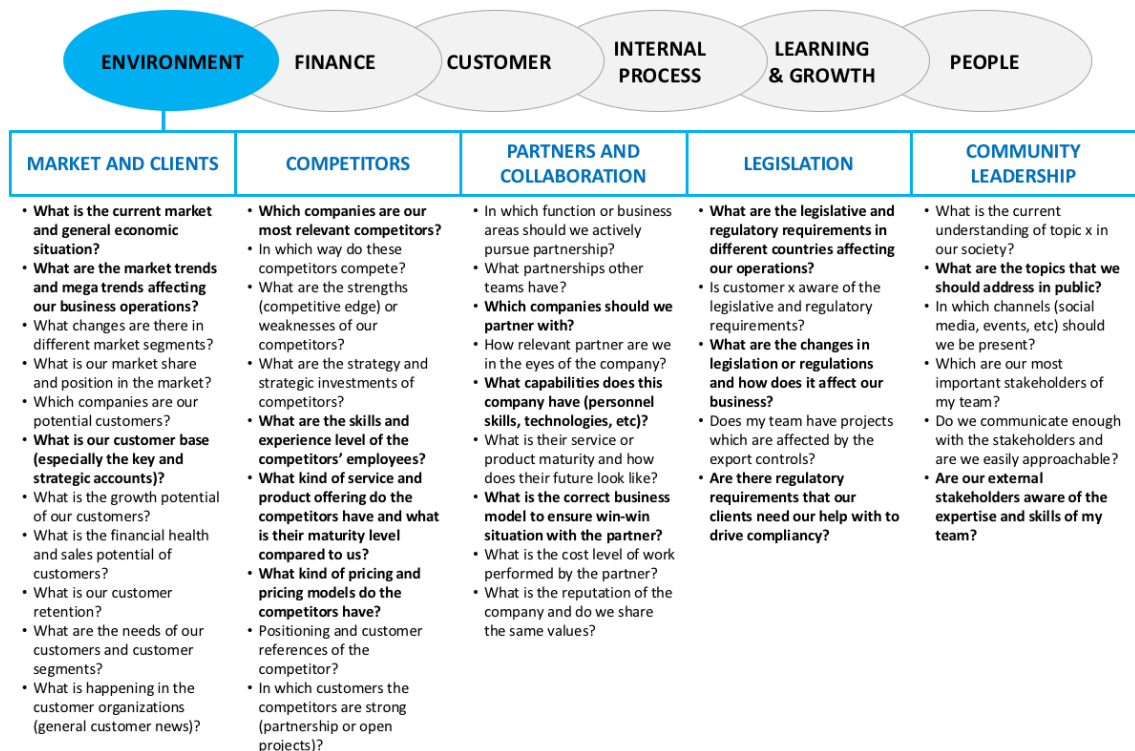 ENVIRONMENT
FINANCE
CUSTOMER
INTERNAL
PROCESS
LEARNING
& GROWTH
PEOPLE
MARKET AND CLIENTS
• What is the current market
and general economic
situation?
• What are the market trends
and mega trends affecting
our business operations?
• What changes are there in
different market segments?
• What is our market share
and position in the market?
• Which companies are our
potential customers?
• What is our customer base
(especially the key and
strategic accounts)?
• What is the growth potential
of our customers?
• What is the financial health
and sales potential of
customers?
• What is our customer
retention?
• What are the needs of our
customers and customer
segments?
• What is happening in the
customer organizations
(general customer news)?
COMPETITORS
• Which companies are our
most relevant competitors?
• In which way do these
competitors compete?
• What are the strengths
(competitive edge) or
weaknesses of our
competitors?
• What are the strategy and
strategic investments of
competitors?
• What are the skills and
experience level of the
competitors’ employees?
• What kind of service and
product offering do the
competitors have and what
is their maturity level
compared to us?
• What kind of pricing and
pricing models do the
competitors have?
• Positioning and customer
references of the
competitor?
• In which customers the
competitors are strong
(partnership or open
projects)?
PARTNERS AND
COLLABORATION
• In which function or business
areas should we actively
pursue partnership?
• What partnerships other
teams have?
• Which companies should we
partner with?
• How relevant partner are we
in the eyes of the company?
• What capabilities does this
company have (personnel
skills, technologies, etc)?
• What is their service or
product maturity and how
does their future look like?
• What is the correct business
model to ensure win-win
situation with the partner?
• What is the cost level of work
performed by the partner?
• What is the reputation of the
company and do we share
the same values?
LEGISLATION
• What are the legislative and
regulatory requirements in
different countries affecting
our operations?
• Is customer x aware of the
legislative and regulatory
requirements?
• What are the changes in
legislation or regulations
and how does it affect our
business?
• Does my team have projects
which are affected by the
export controls?
• Are there regulatory
requirements that our
clients need our help with to
drive compliancy?
COMMUNITY
LEADERSHIP
• What is the current
understanding of topic x in
our society?
• What are the topics that we
should address in public?
• In which channels (social
media, events, etc) should
we be present?
• Which are our most
important stakeholders of
my team?
• Do we communicate enough
with the stakeholders and
are we easily approachable?
• Are our external
stakeholders aware of the
expertise and skills of my
team?